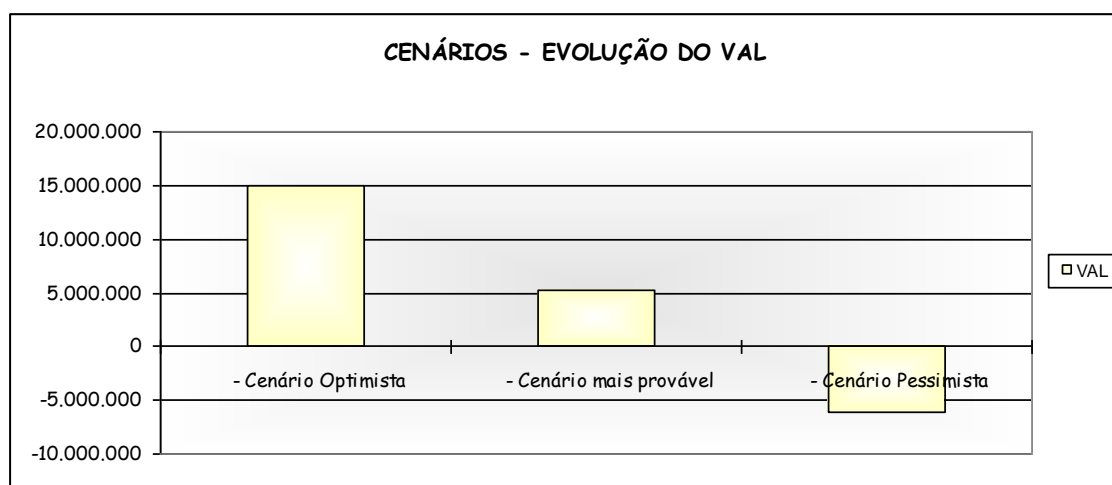 CENÁRIOS - EVOLUÇÃO DO VAL
20.000.000
15.000.000
10.000.000
5.000.000
0
-5.000.000
-10.000.000
- Cenário Optimista
- Cenário mais provável
- Cenário Pessimista
VAL